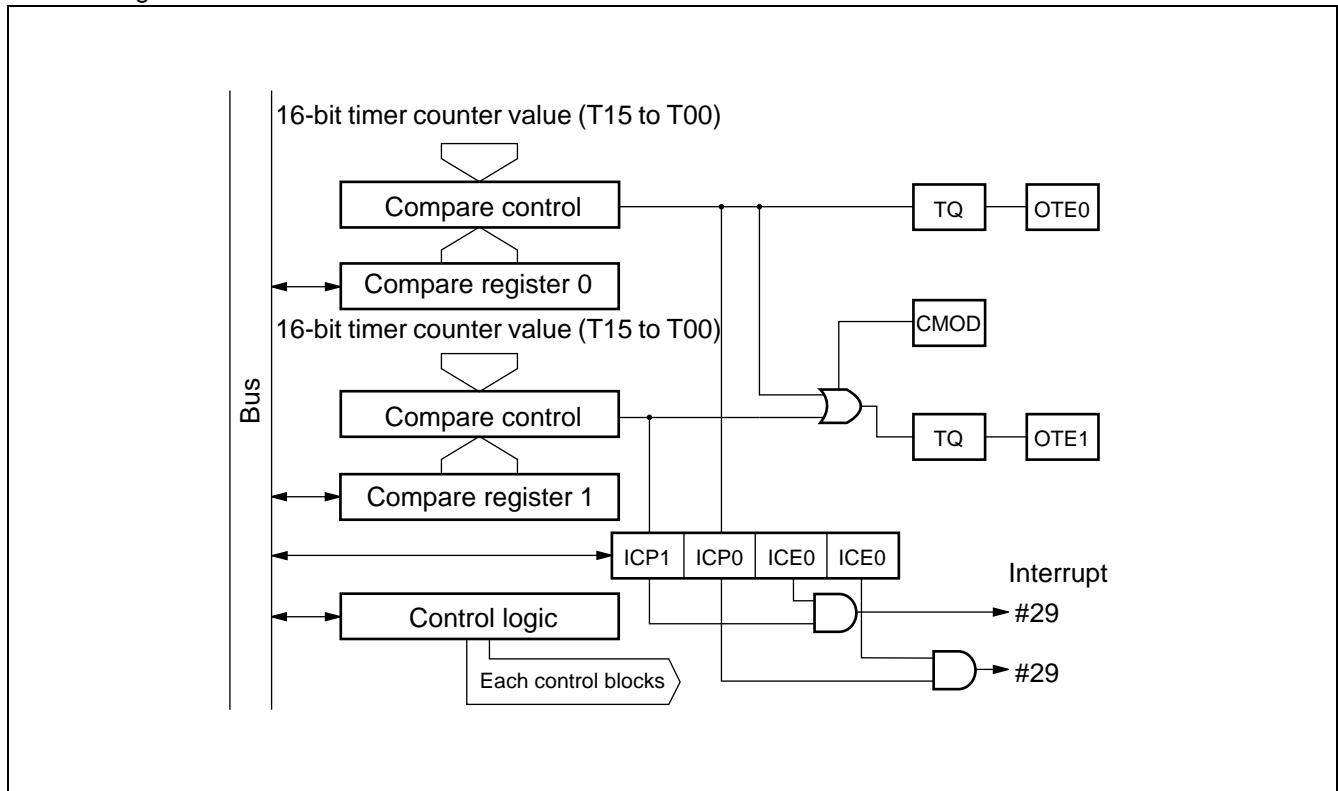 16-bit timer counter value (T15 to T00)
Compare control
TQ
OTE0
Compare register 0
16-bit timer counter value (T15 to T00)
CMOD
Bus
Compare control
TQ
OTE1
Compare register 1
ICP1 ICP0 ICE0 ICE0
Interrupt
#29
Control logic
#29
Each control blocks